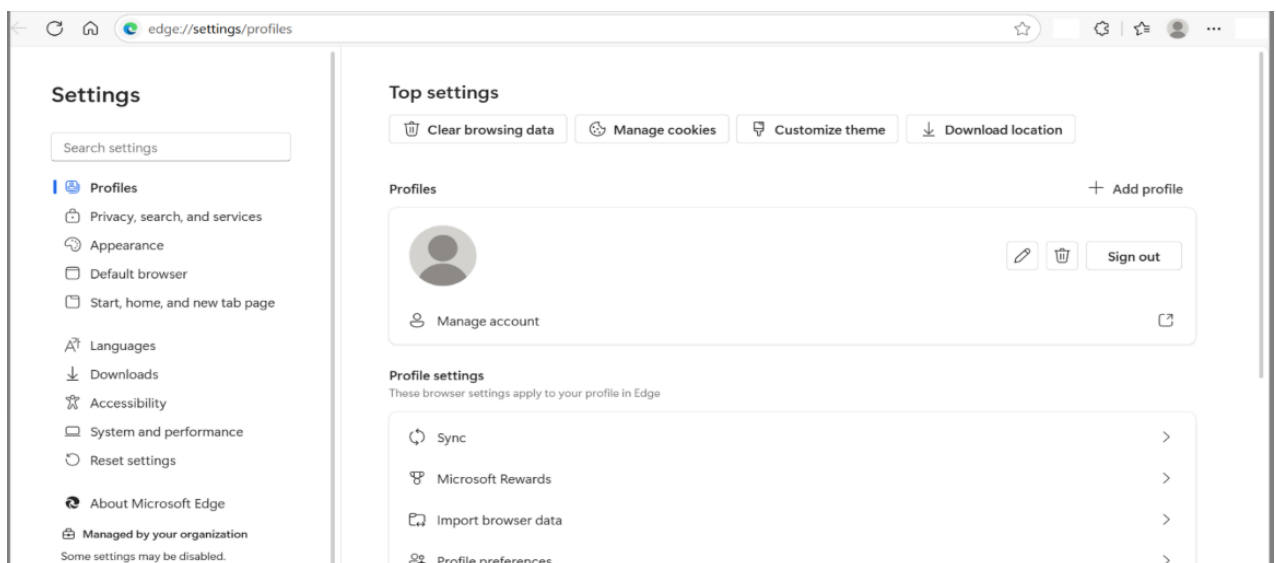 edge://settings/profiles
Settings
Search settings
Profiles
Privacy, search, and services
Appearance
Default browser
Start, home, and new tab page
Languages
Downloads
Accessibility
System and performance
Reset settings
About Microsoft Edge
Managed by your organization
Some settings may be disabled.
Top settings
Clear browsing data
Manage cookies
Customize theme
Download location
Profiles
Add profile
Sign out
Manage account
Profile settings
These browser settings apply to your profile in Edge
Sync
Microsoft Rewards
Import browser data
Profile preferences